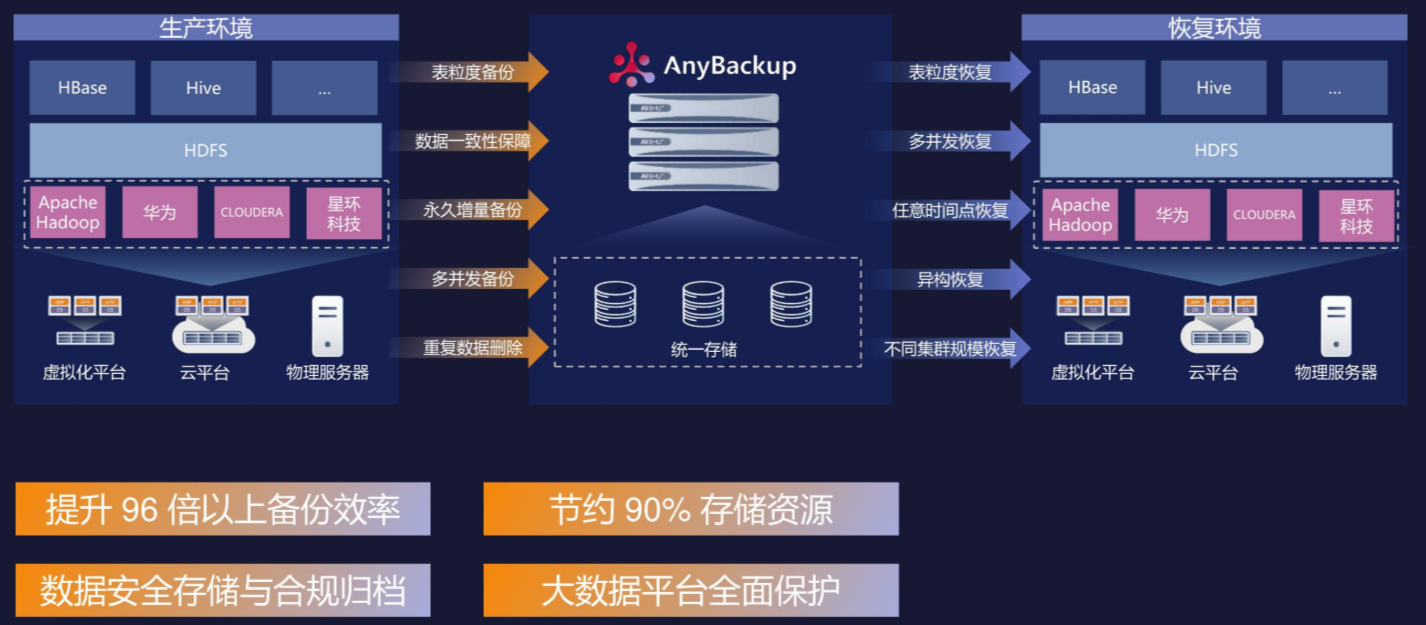 生产环境
HBase
Hive
...
HDFS
Apache
Hadoop
华为
CLOUDERA
星环
科技
虚拟化平台
云平台
物理服务器
表粒度备份
数据一致性保障
永久增量备份
多并发备份
重复数据删除
AnyBackup
统一存储
表粒度恢复
多并发恢复
任意时间点恢复
异构恢复
不同集群规模恢复
恢复环境
HBase
Hive
...
HDFS
Apache
Hadoop
华为
CLOUDERA
星环
科技
虚拟化平台
云平台
物理服务器
提升 96 倍以上备份效率
节约 90% 存储资源
数据安全存储与合规归档
大数据平台全面保护